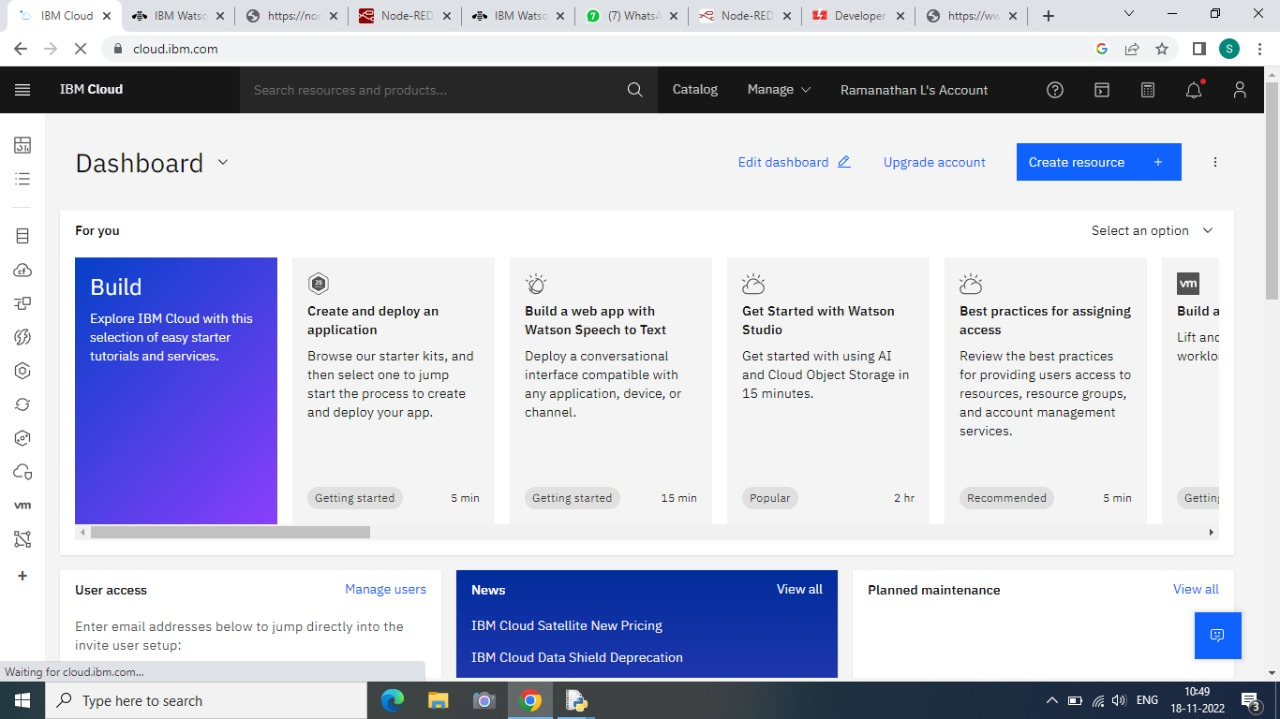 IBM Cloud
IBM Watso
https://no
Node-RED
IBM Watso
(7) WhatsA
Node-RED
Developer
https://ww
cloud.ibm.com
S
IBM Cloud
Search resources and products...
Catalog
Manage
Ramanathan L's Account
Dashboard
Edit dashboard
Upgrade account
Create resource +
For you
Select an option
Build
Explore IBM Cloud with this
selection of easy starter
tutorials and services.
Create and deploy an
application
Browse our starter kits, and
then select one to jump
start the process to create
and deploy your app.
Getting started
5 min
Build a web app with
Watson Speech to Text
Deploy a conversational
interface compatible with
any application, device, or
channel.
Getting started
15 min
Get Started with Watson
Studio
Get started with using AI
and Cloud Object Storage in
15 minutes.
Popular
2 hr
Best practices for assigning
access
Review the best practices
for providing users access to
resources, resource groups,
and account management
services.
Recommended
5 min
vm
Build a
Lift and
worklo
Getting
vm
User access
Manage users
Enter email addresses below to jump directly into the
invite user setup:
News
View all
IBM Cloud Satellite New Pricing
IBM Cloud Data Shield Deprecation
Planned maintenance
View all
Waiting for cloud.ibm.com...
Type here to search
ENG
10:49
18-11-2022
3